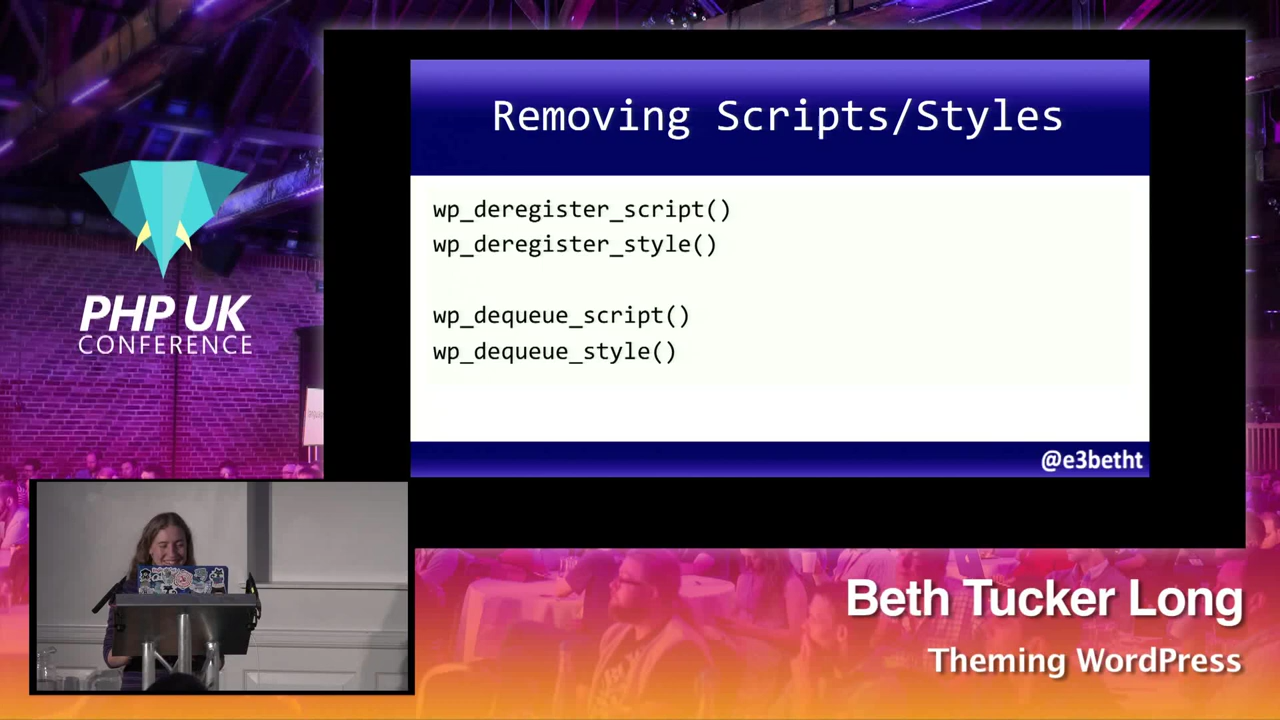 Removing Scripts/Styles
wp_deregister_script()
wp_deregister_style()
wp_dequeue_script()
wp_dequeue_style()
@e3betht
PHP UK
CONFERENCE
Beth Tucker Long
Theming WordPress